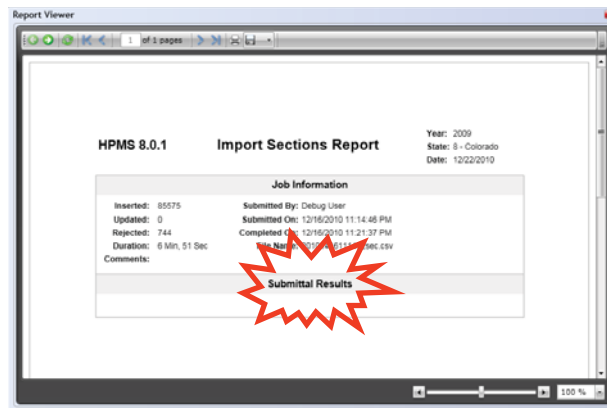 Report Viewer
1 of 1 pages
HPMS 8.0.1 Import Sections Report
Year: 2009
State: 8 - Colorado
Date: 12/22/2010
Job Information
Inserted: 85575 Submitted By: Debug User
Updated: 0 Submitted On: 12/16/2010 11:14:46 PM
Rejected: 744 Completed On: 12/16/2010 11:21:37 PM
Duration: 6 Min, 51 Sec File Name:
Comments:
Submittal Results
100 %